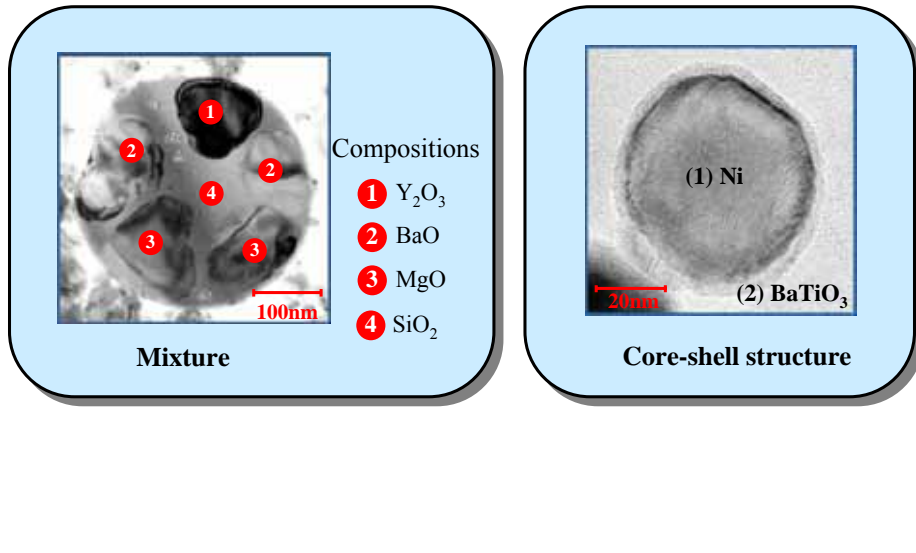 1
2
2
4
3
3
100nm
Compositions
1 Y₂O₃
2 BaO
3 MgO
4 SiO₂
Mixture
(1) Ni
20nm
(2) BaTiO₃
Core-shell structure